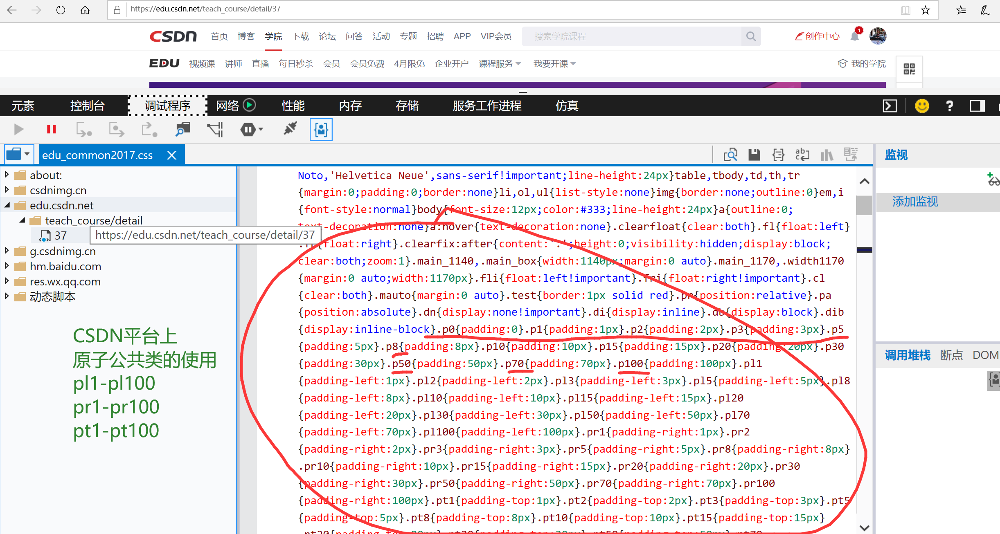 https://edu.csdn.net/teach_course/detail/37
CSDN 首页 博客 学院 下载 论坛 问答 活动 专题 招聘 APP VIP会员 搜索学院课程 创作中心 1
EDU 视频课 讲师 直播 每日秒杀 会员 会员免费 4月限免 企业开户 课程服务 我要开课 我的学院
元素 控制台 调试程序 网络 性能 内存 存储 服务工作进程 仿真
edu_common2017.css
监视
添加监视
about:
csdnimg.cn
edu.csdn.net
teach_course/detail
37 https://edu.csdn.net/teach_course/detail/37
g.csdnimg.cn
hm.baidu.com
res.wx.qq.com
动态脚本
CSDN平台上
原子公共类的使用
pl1-pl100
pr1-pr100
pt1-pt100
Noto,'Helvetica Neue',sans-serif!important;line-height:24px}table,tbody,td,th,tr
{margin:0;padding:0;border:none}li,ol,ul{list-style:none}img{border:none;outline:0}em,i
{font-style:normal}body{font-size:12px;color:#333;line-height:24px}a{outline:0;
text-decoration:none}a:hover{text-decoration:none}.clearfloat{clear:both}.fl{float:left}
{float:right}.clearfix:after{content:'.';height:0;visibility:hidden;display:block;
clear:both;zoom:1}.main_1140,.main_box{width:1140px;margin:0 auto}.main_1170,.width1170
{margin:0 auto;width:1170px}.fli{float:left!important}.fri{float:right!important}.cl
{clear:both}.mauto{margin:0 auto}.test{border:1px solid red}.pr{position:relative}.pa
{position:absolute}.dn{display:none!important}.di{display:inline}.db{display:block}.dib
{display:inline-block}.p0{padding:0}.p1{padding:1px}.p2{padding:2px}.p3{padding:3px}.p5
{padding:5px}.p8{padding:8px}.p10{padding:10px}.p15{padding:15px}.p20{padding:20px}.p30
{padding:30px}.p50{padding:50px}.p70{padding:70px}.p100{padding:100px}.pl1
{padding-left:1px}.pl2{padding-left:2px}.pl3{padding-left:3px}.pl5{padding-left:5px}.pl8
{padding-left:8px}.pl10{padding-left:10px}.pl15{padding-left:15px}.pl20
{padding-left:20px}.pl30{padding-left:30px}.pl50{padding-left:50px}.pl70
{padding-left:70px}.pl100{padding-left:100px}.pr1{padding-right:1px}.pr2
{padding-right:2px}.pr3{padding-right:3px}.pr5{padding-right:5px}.pr8{padding-right:8px}
.pr10{padding-right:10px}.pr15{padding-right:15px}.pr20{padding-right:20px}.pr30
{padding-right:30px}.pr50{padding-right:50px}.pr70{padding-right:70px}.pr100
{padding-right:100px}.pt1{padding-top:1px}.pt2{padding-top:2px}.pt3{padding-top:3px}.pt5
{padding-top:5px}.pt8{padding-top:8px}.pt10{padding-top:10px}.pt15{padding-top:15px}
调用堆栈 断点 DOM